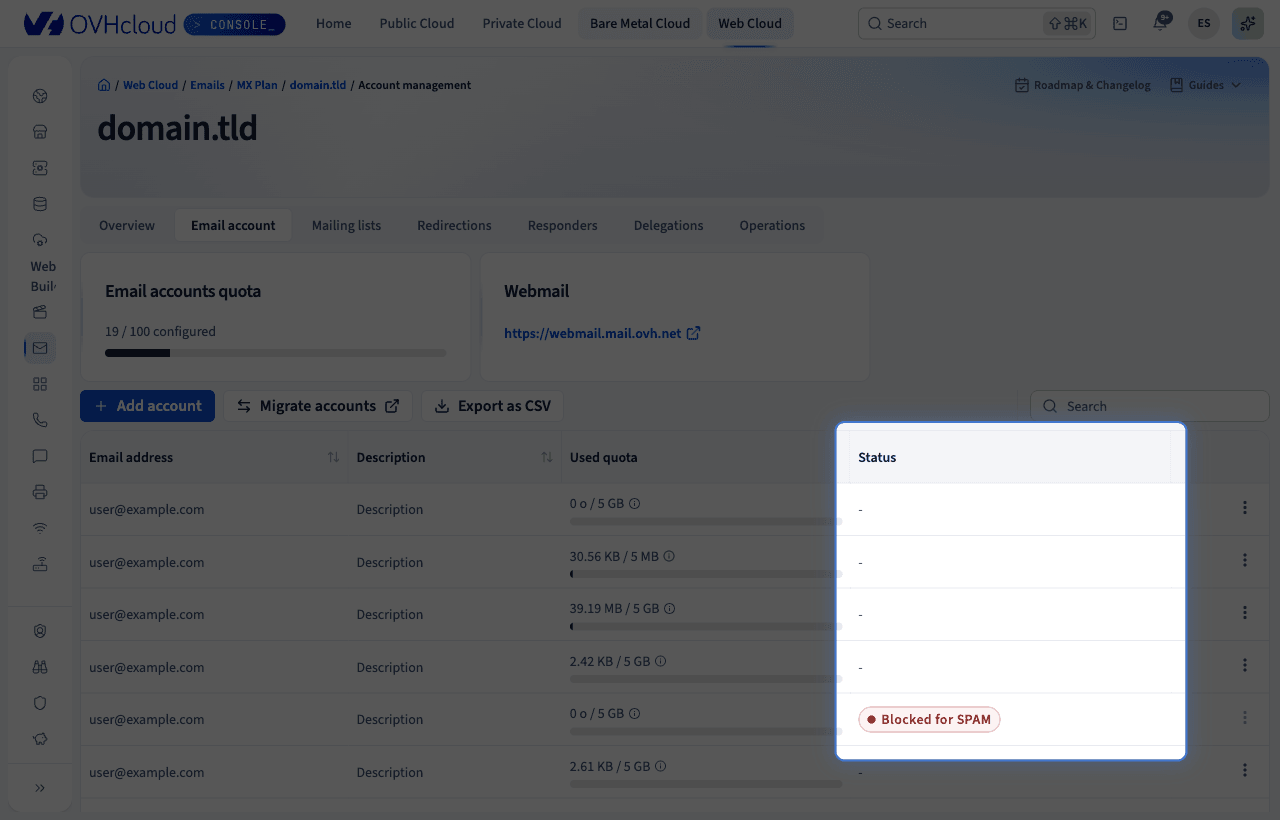 OVHcloud > CONSOLE_ Home Public Cloud Private Cloud Bare Metal Cloud Web Cloud Search ⇧⌘K 9+ ES
/ Web Cloud / Emails / MX Plan / domain.tld / Account management Roadmap & Changelog Guides
domain.tld
Web
Buil
Overview Email account Mailing lists Redirections Responders Delegations Operations
Email accounts quota
19 / 100 configured
Webmail
https://webmail.mail.ovh.net
+ Add account Migrate accounts Export as CSV Search
Email address Description Used quota Status
user@example.com Description 0 o / 5 GB -
user@example.com Description 30.56 KB / 5 MB -
user@example.com Description 39.19 MB / 5 GB -
user@example.com Description 2.42 KB / 5 GB -
user@example.com Description 0 o / 5 GB Blocked for SPAM
user@example.com Description 2.61 KB / 5 GB -